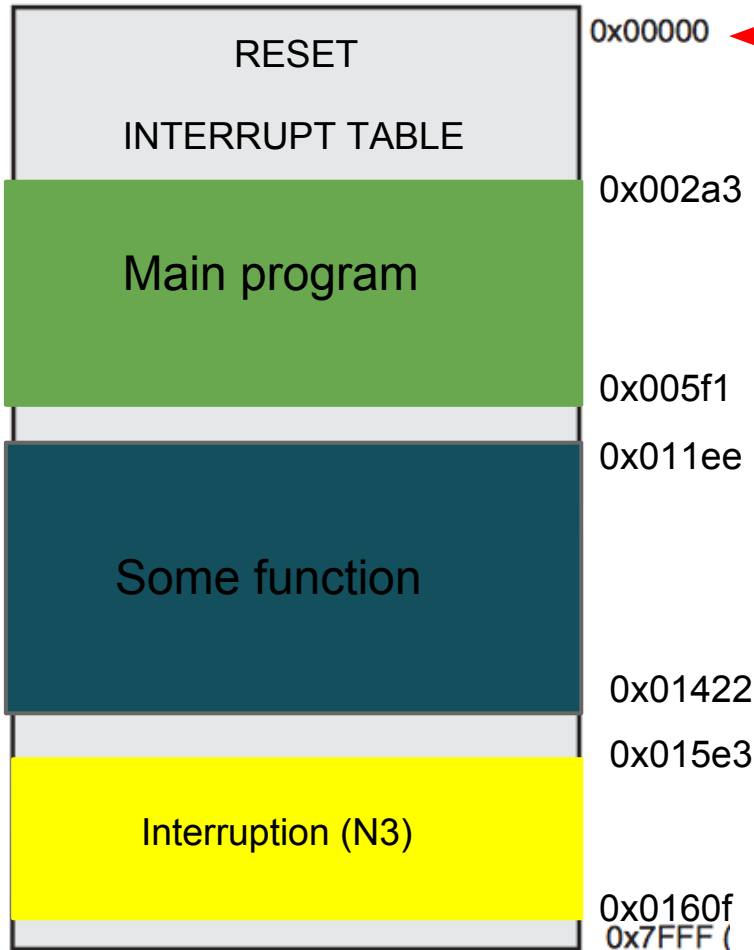 0x00000
RESET
INTERRUPT TABLE
0x002a3
Main program
0x005f1
0x011ee
Some function
0x01422
0x015e3
Interruption (N3)
0x0160f
0x7FFF (